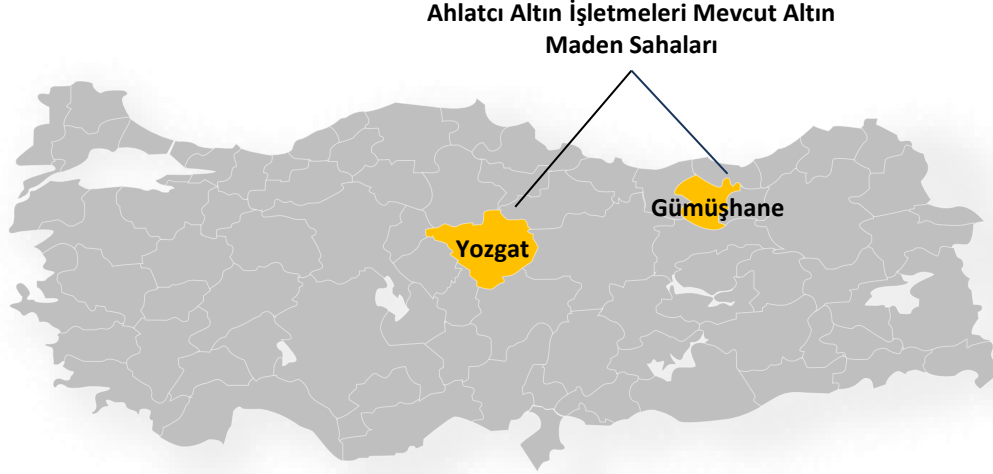 Ahlatcı Altın İşletmeleri Mevcut Altın
Maden Sahaları
Gümüşhane
Yozgat